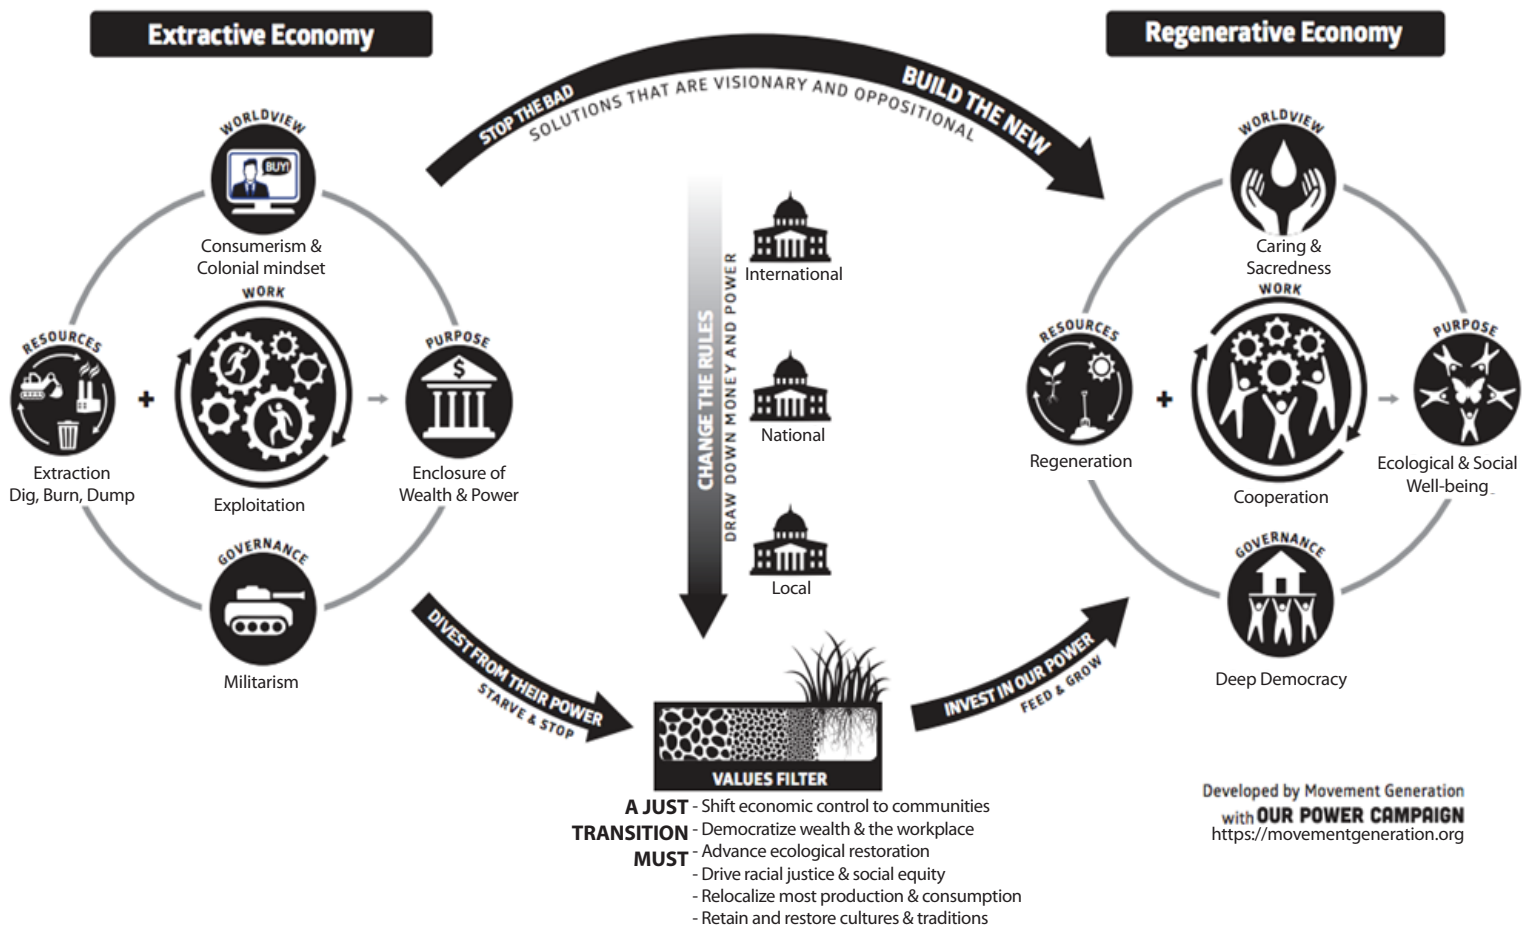 Extractive Economy
Regenerative Economy
STOP THE BAD
BUILD THE NEW
SOLUTIONS THAT ARE VISIONARY AND OPPOSITIONAL
WORLDVIEW
BUY!
Consumerism &
Colonial mindset
RESOURCES
Extraction
Dig, Burn, Dump
+
WORK
Exploitation
PURPOSE
$
Enclosure of
Wealth & Power
GOVERNANCE
Militarism
CHANGE THE RULES
DRAW DOWN MONEY AND POWER
International
National
Local
WORLDVIEW
Caring &
Sacredness
RESOURCES
Regeneration
+
WORK
Cooperation
PURPOSE
Ecological & Social
Well-being
GOVERNANCE
Deep Democracy
DIVEST FROM THEIR POWER
STARVE & STOP
INVEST IN OUR POWER
FEED & GROW
VALUES FILTER
A JUST
TRANSITION
MUST
- Shift economic control to communities
- Democratize wealth & the workplace
- Advance ecological restoration
- Drive racial justice & social equity
- Relocalize most production & consumption
- Retain and restore cultures & traditions
Developed by Movement Generation
with OUR POWER CAMPAIGN
https://movementgeneration.org